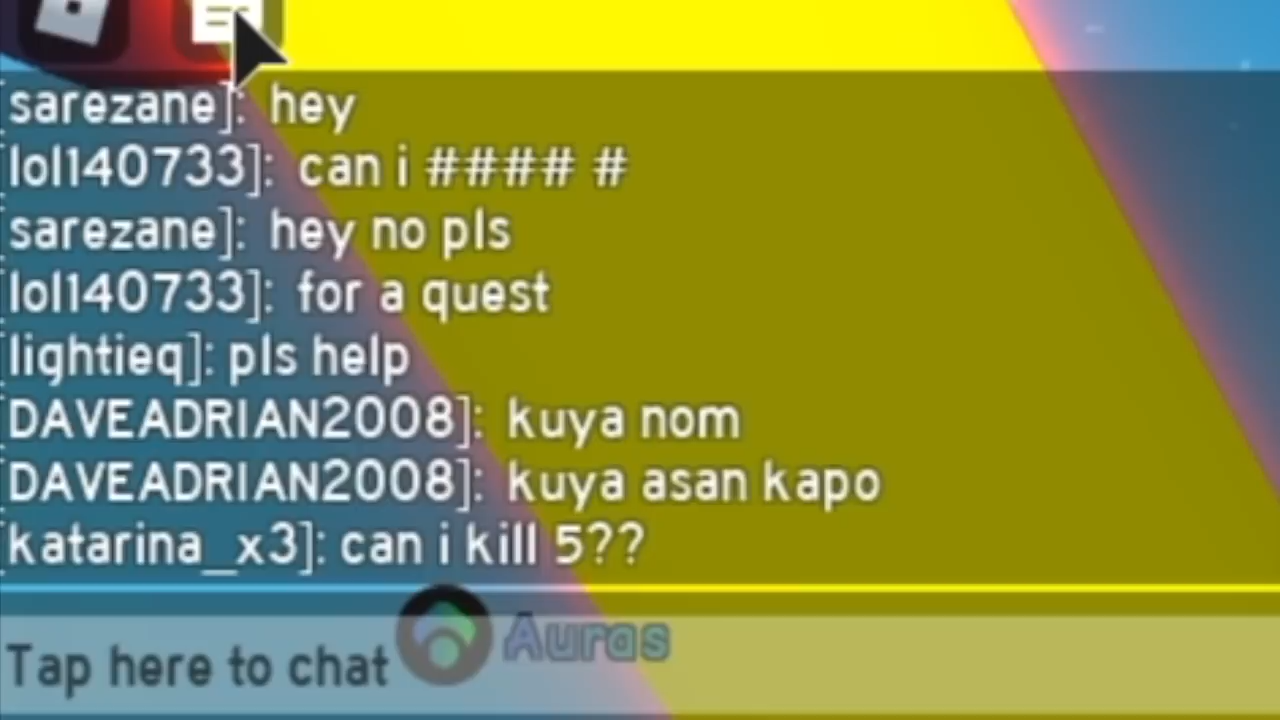 [sarezane]: hey
[lol140733]: can i #### #
[sarezane]: hey no pls
[lol140733]: for a quest
[lightieq]: pls help
[DAVEADRIAN2008]: kuya nom
[DAVEADRIAN2008]: kuya asan kapo
[katarina_x3]: can i kill 5??
Auras
Tap here to chat